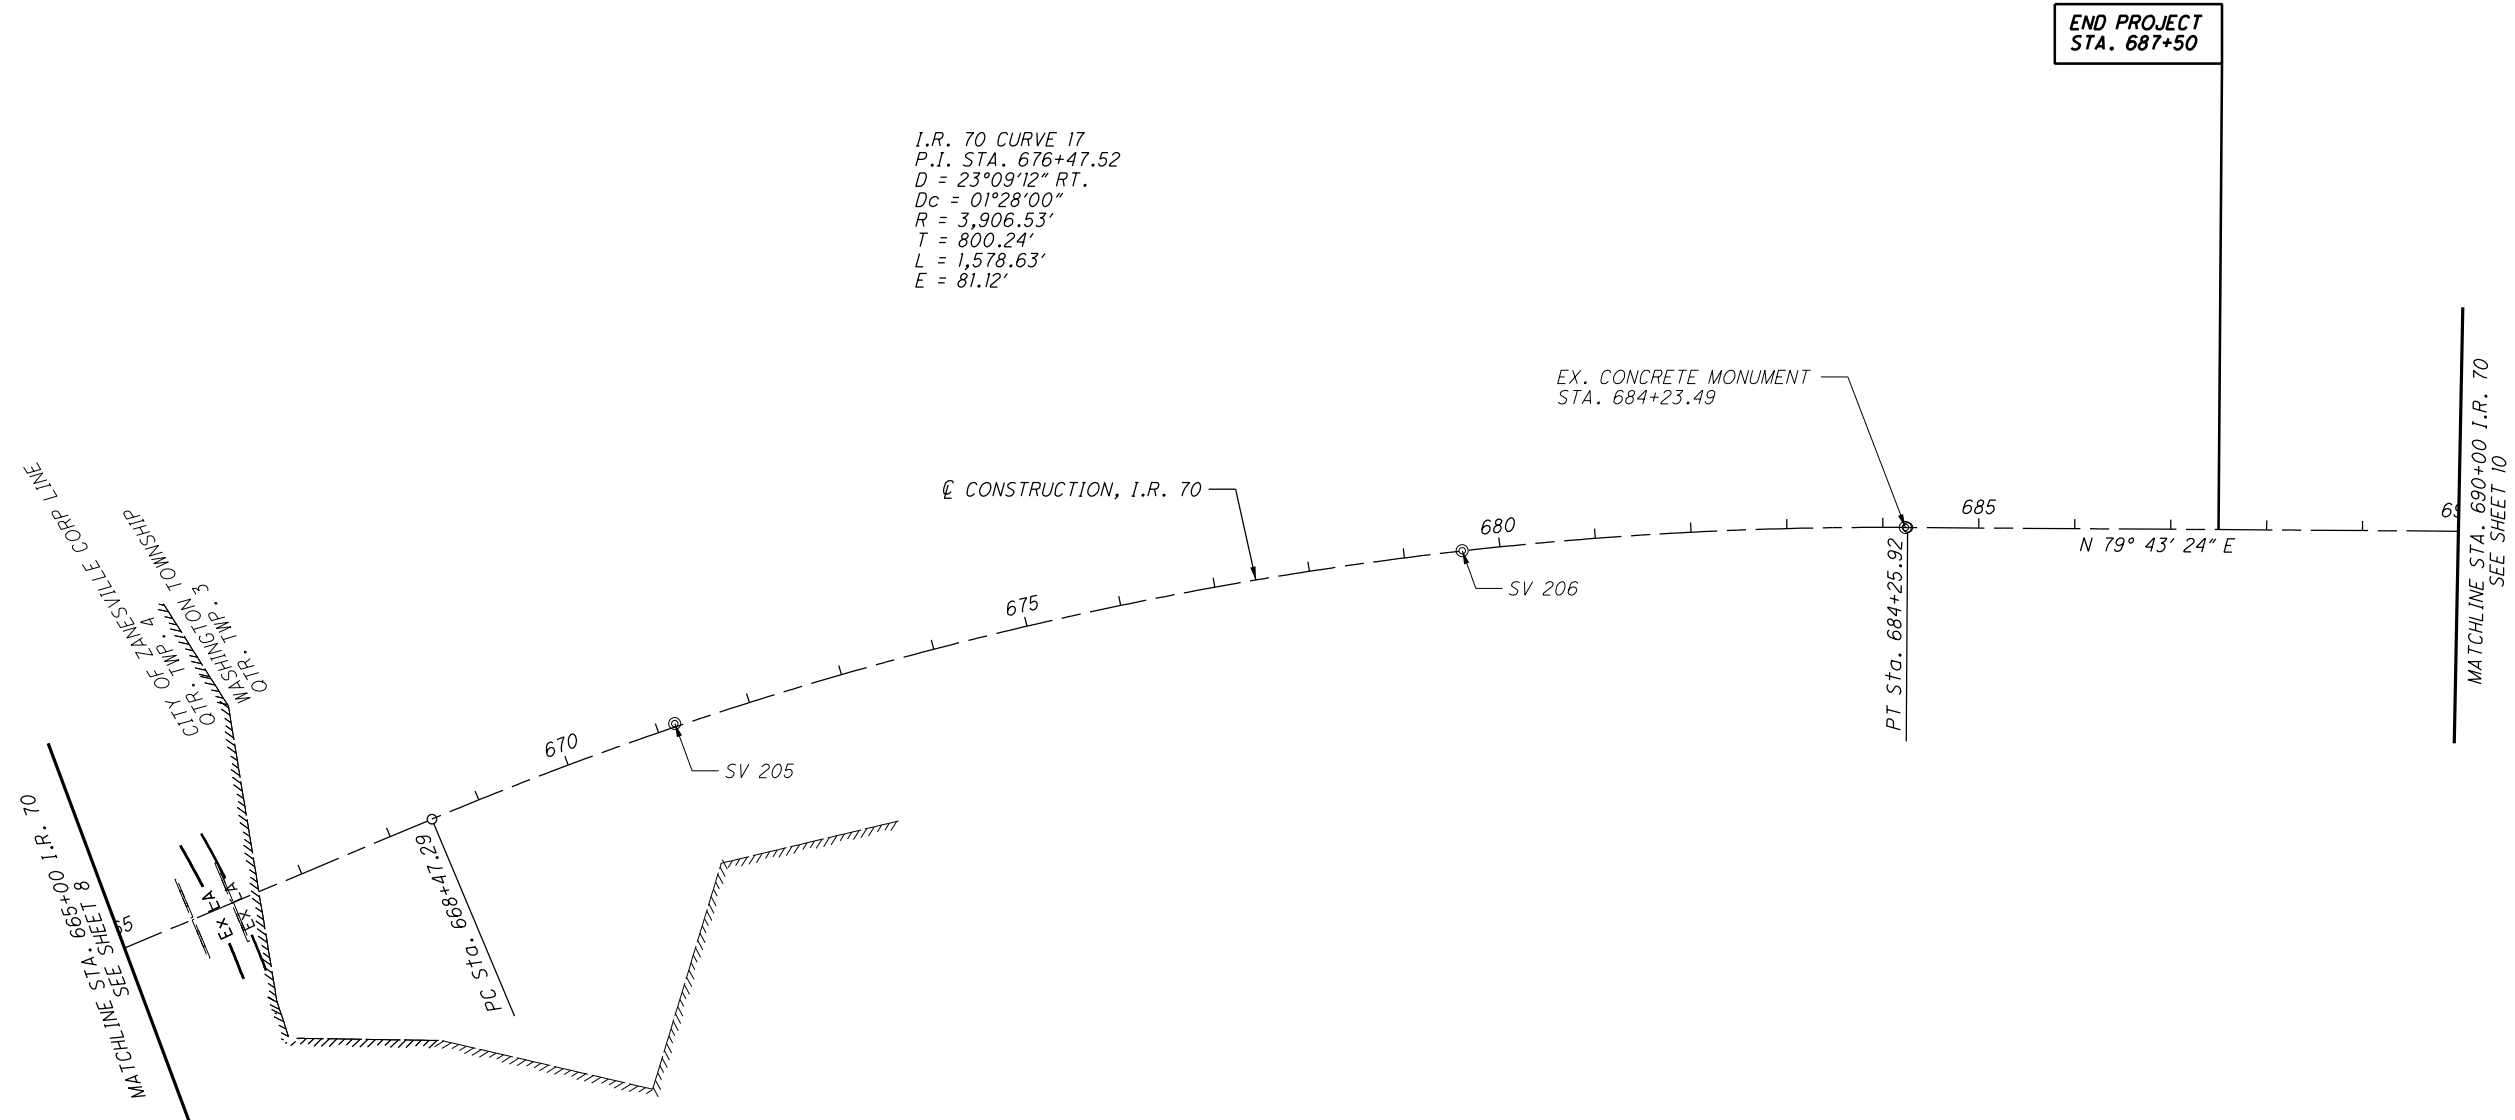 END PROJECT
STA. 687+50
I.R. 70 CURVE 17
P.I. STA. 676+47.52
D = 23°09'12" RT.
Dc = 01°28'00"
R = 3,906.53'
T = 800.24'
L = 1,578.63'
E = 81.12'
EX. CONCRETE MONUMENT
STA. 684+23.49
℄ CONSTRUCTION, I.R. 70
CITY OF ZANESVILLE CORP LINE
QTR. TWP. 4
WASHINGTON TOWNSHIP
QTR. TWP. 3
670
675
680
685
N 79° 43' 24" E
SV 205
SV 206
PC Sta. 668+47.29
PT Sta. 684+25.92
Ex LA
Ex LA
MATCHLINE STA. 665+00 I.R. 70
SEE SHEET 8
MATCHLINE STA. 690+00 I.R. 70
SEE SHEET 10